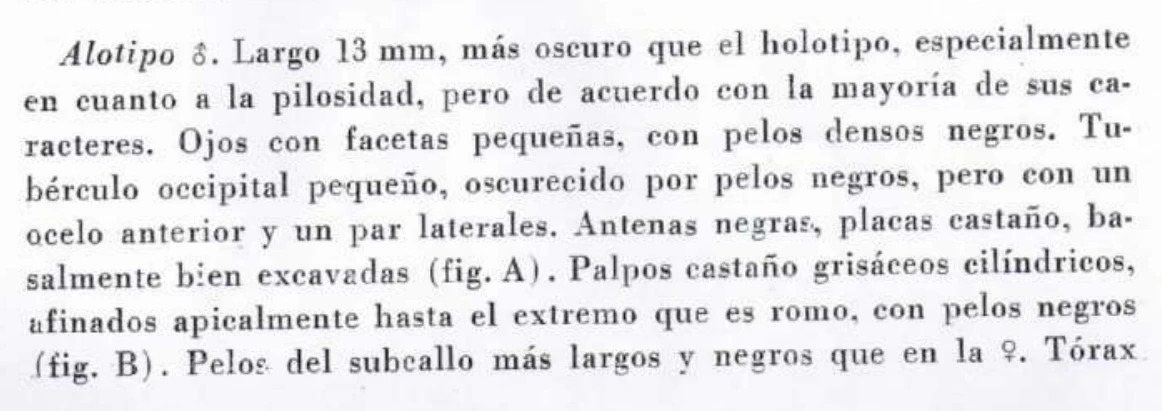 Alotipo ♂. Largo 13 mm, más oscuro que el holotipo, especialmente
en cuanto a la pilosidad, pero de acuerdo con la mayoría de sus ca-
racteres. Ojos con facetas pequeñas, con pelos densos negros. Tu-
bérculo occipital pequeño, oscurecido por pelos negros, pero con un
ocelo anterior y un par laterales. Antenas negras, placas castaño, ba-
salmente bien excavadas (fig. A). Palpos castaño grisáceos cilíndricos,
afinados apicalmente hasta el extremo que es romo, con pelos negros
(fig. B). Pelos del subcallo más largos y negros que en la ♀. Tórax